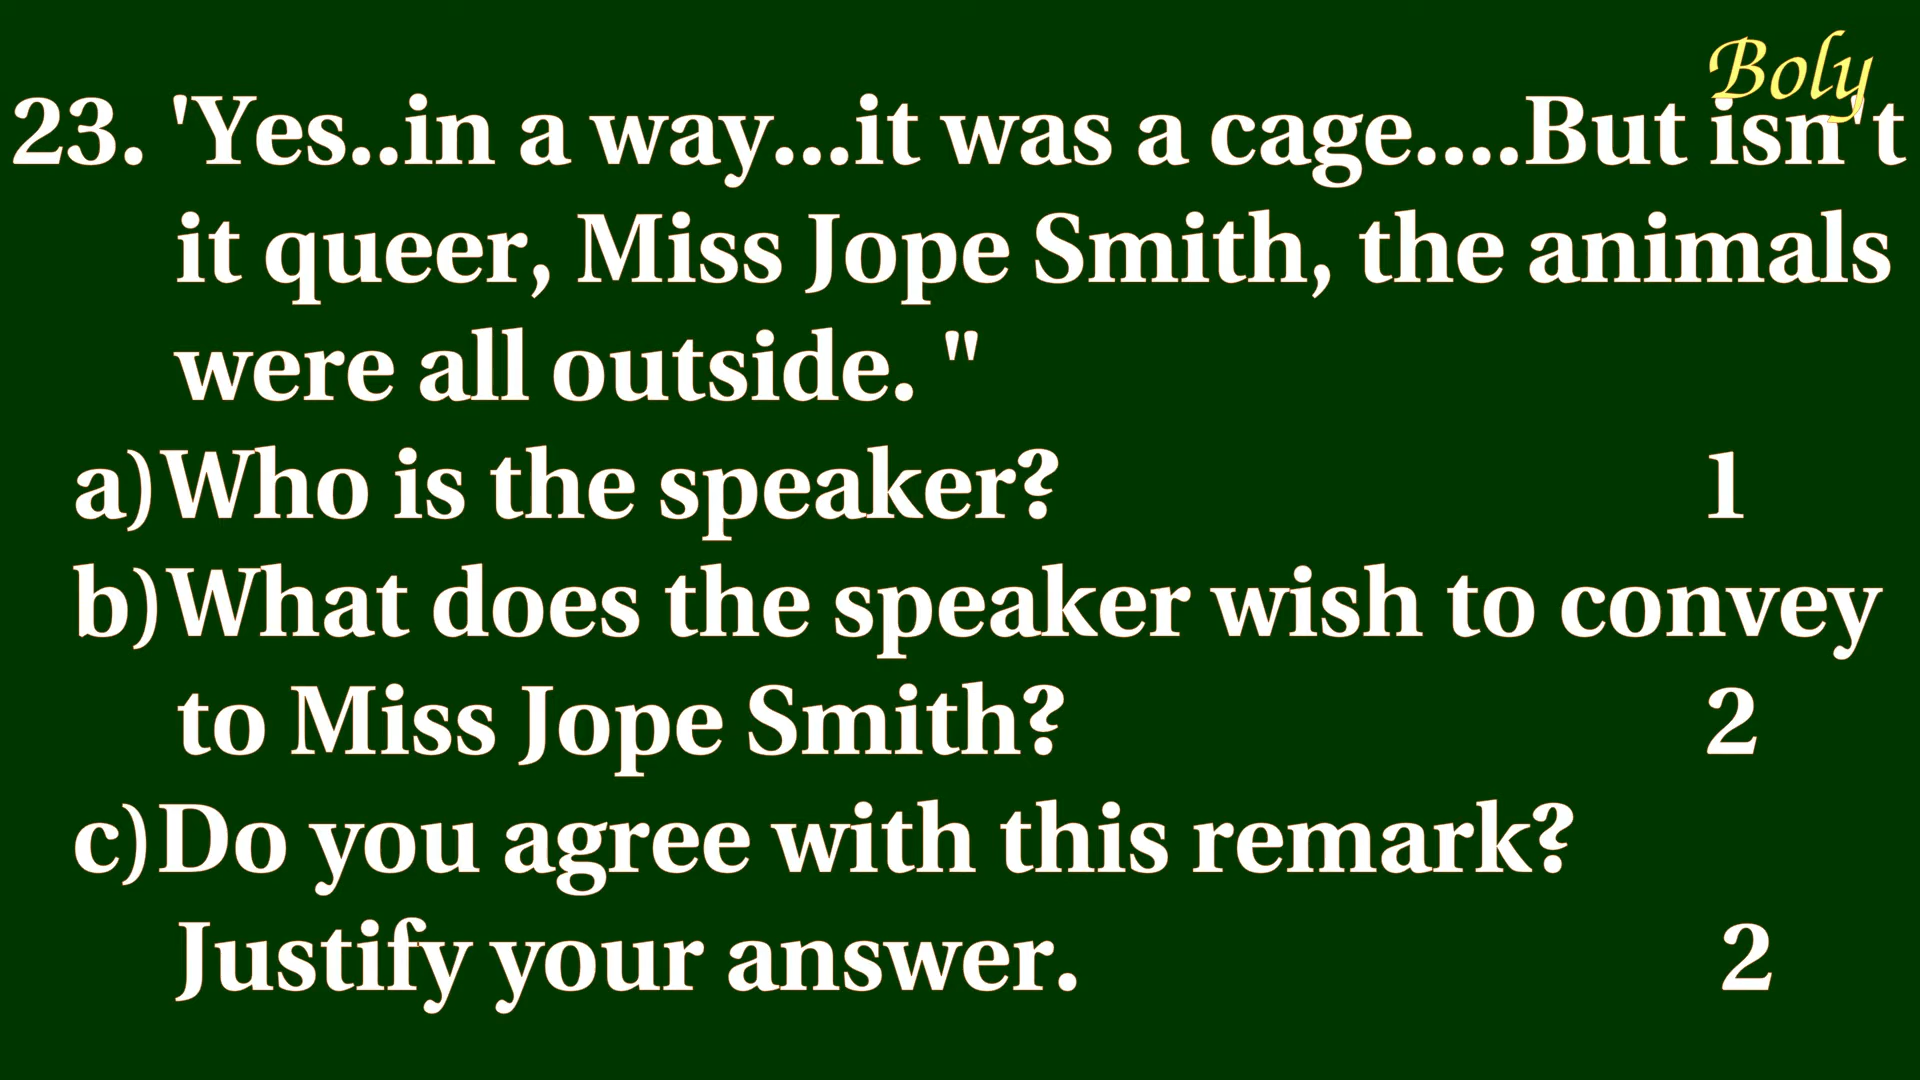 Boly
23. 'Yes..in a way...it was a cage....But isn't
it queer, Miss Jope Smith, the animals
were all outside. "
a)Who is the speaker? 1
b)What does the speaker wish to convey
to Miss Jope Smith? 2
c)Do you agree with this remark?
Justify your answer. 2